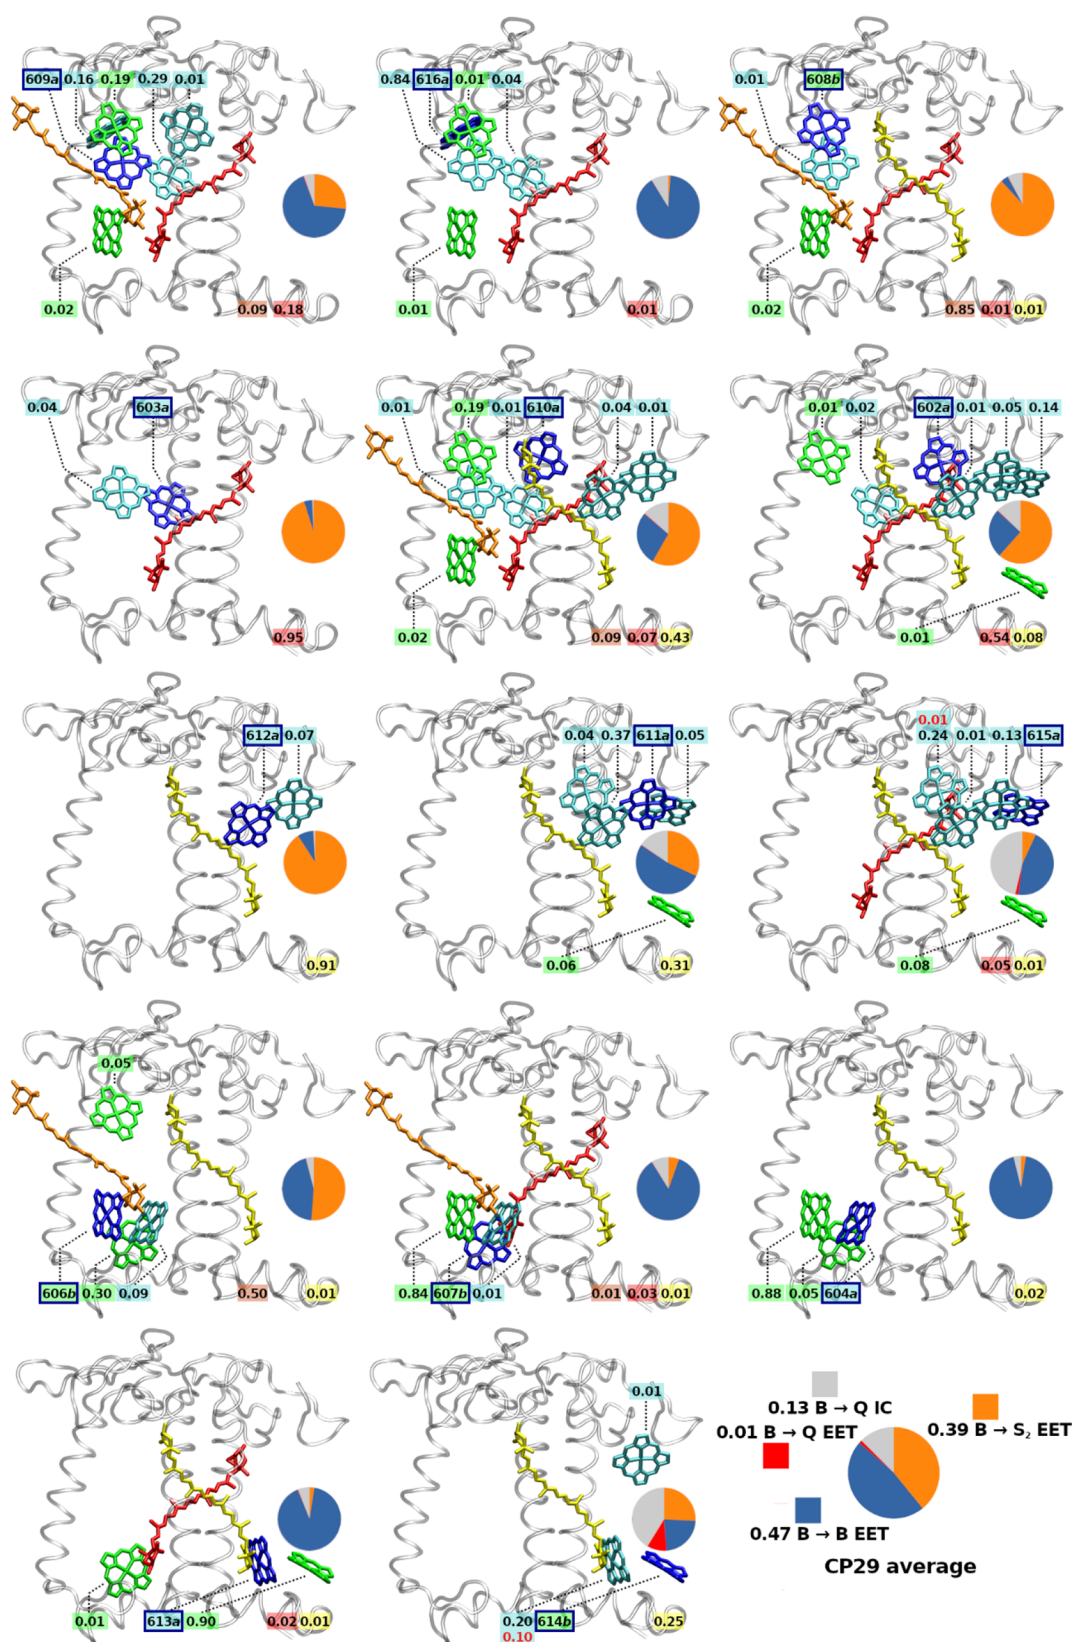 609a 0.16 0.19 0.29 0.01
0.02 0.09 0.18
0.84 616a 0.01 0.04
0.01 0.01
0.01 608b
0.02 0.85 0.01 0.01
0.04 603a
0.95
0.01 0.19 0.01 610a 0.04 0.01
0.02 0.09 0.07 0.43
0.01 0.02 602a 0.01 0.05 0.14
0.01 0.54 0.08
612a 0.07
0.91
0.04 0.37 611a 0.05
0.06 0.31
0.01
0.24 0.01 0.13 615a
0.08 0.05 0.01
0.05
606b 0.30 0.09 0.50 0.01
0.84 607b 0.01 0.01 0.03 0.01
0.88 0.05 604a 0.02
0.01 613a 0.90 0.02 0.01
0.01
0.20 614b 0.25
0.10
0.13 B → Q IC
0.01 B → Q EET
0.39 B → S₂ EET
0.47 B → B EET
CP29 average